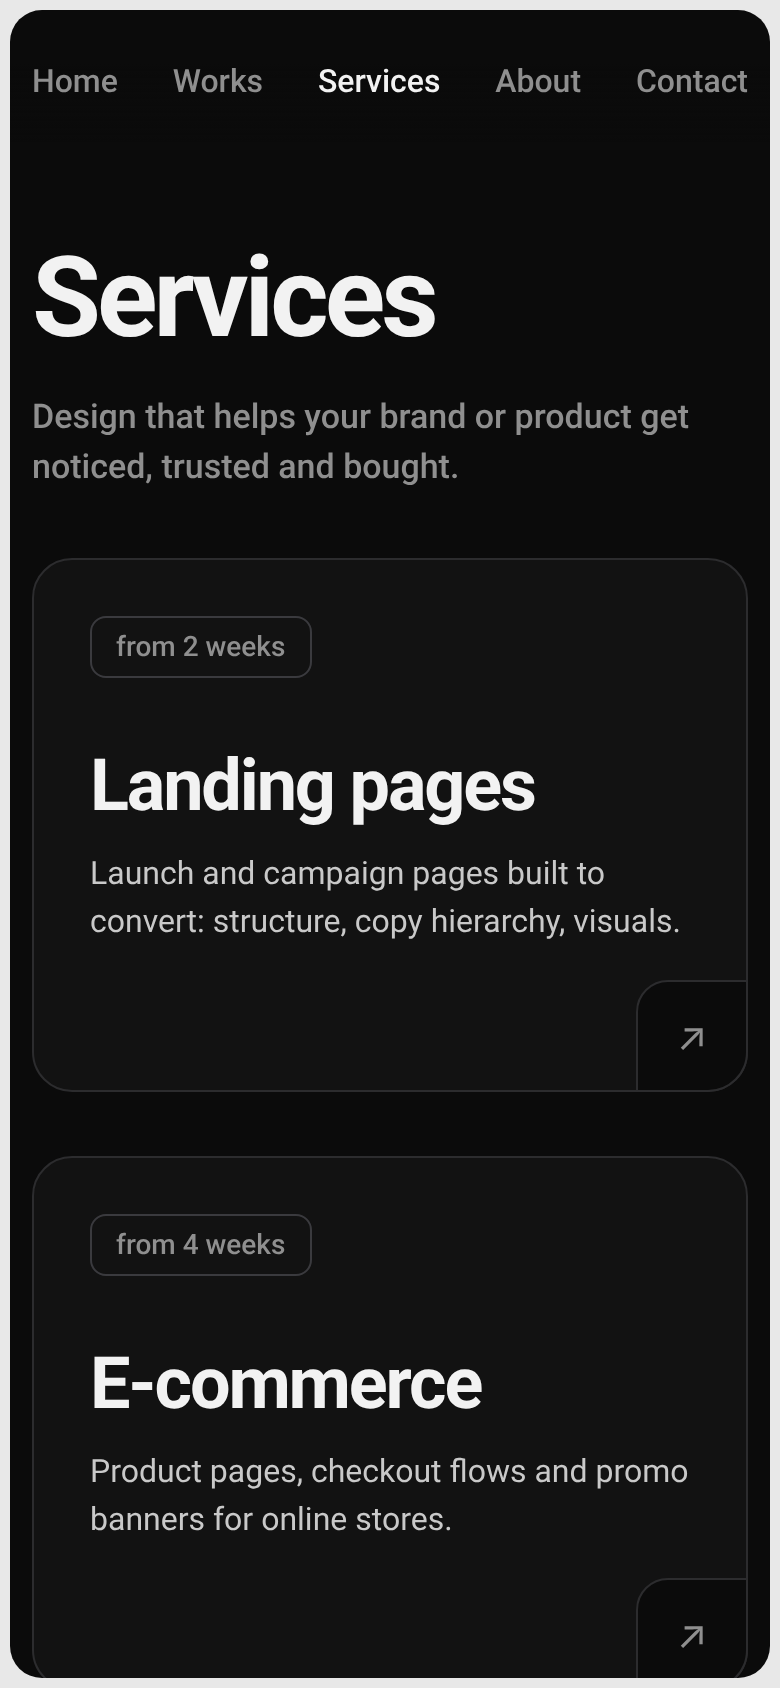 Home Works Services About Contact
Services
Design that helps your brand or product get
noticed, trusted and bought.
from 2 weeks
Landing pages
Launch and campaign pages built to
convert: structure, copy hierarchy, visuals.
from 4 weeks
E-commerce
Product pages, checkout flows and promo
banners for online stores.